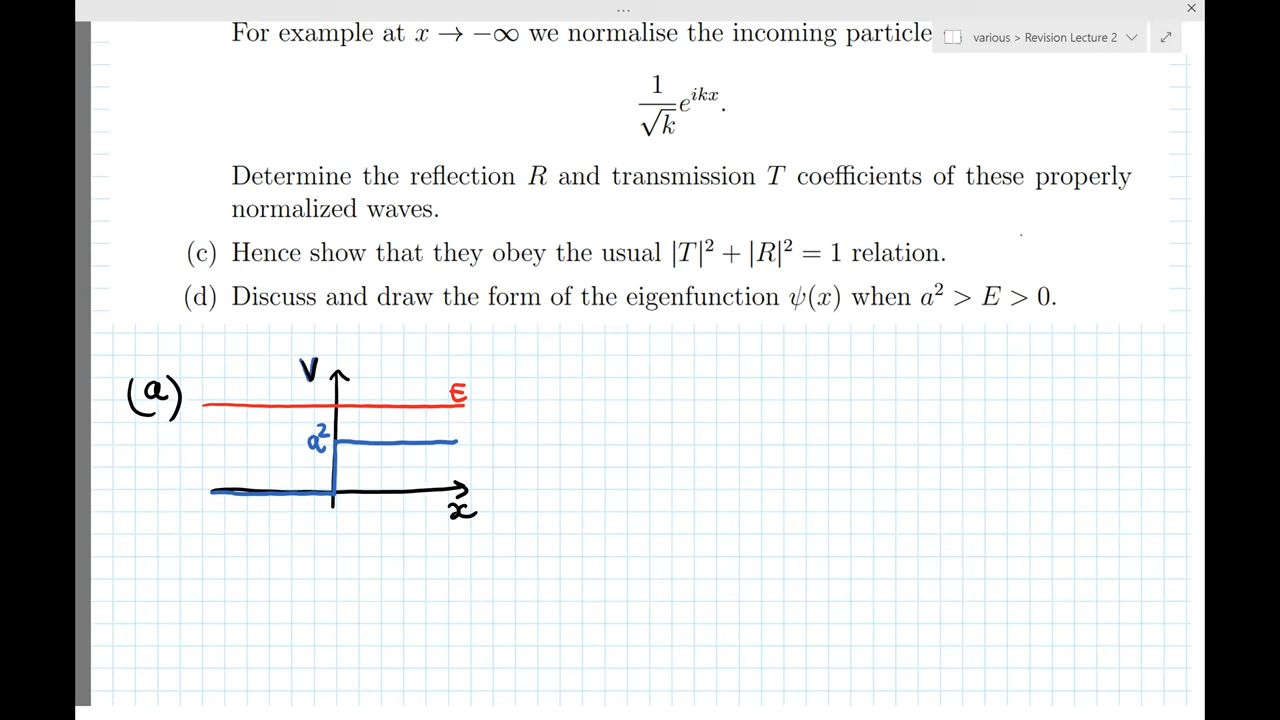 For example at x → −∞ we normalise the incoming particle
various > Revision Lecture 2
1/√k e^{ikx}.
Determine the reflection R and transmission T coefficients of these properly
normalized waves.
(c) Hence show that they obey the usual |T|² + |R|² = 1 relation.
(d) Discuss and draw the form of the eigenfunction ψ(x) when a² > E > 0.
(a)
V
E
a²
x